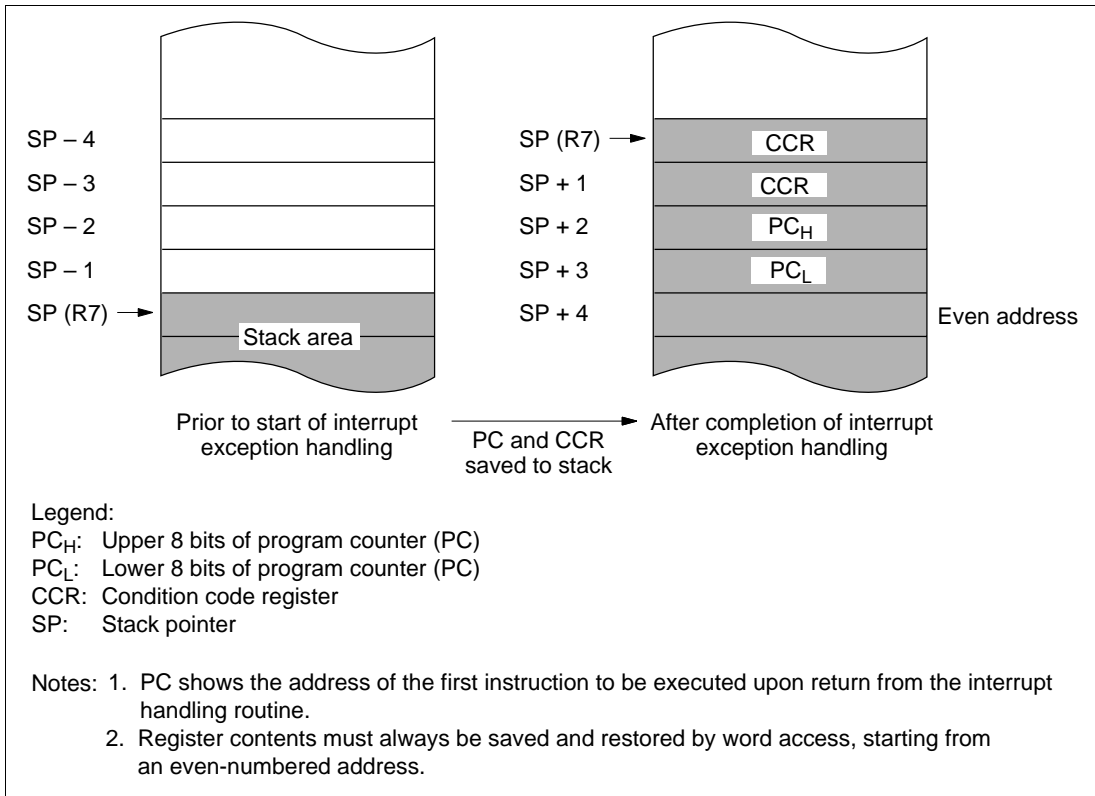 SP – 4
SP – 3
SP – 2
SP – 1
SP (R7)
Stack area
SP (R7)
SP + 1
SP + 2
SP + 3
SP + 4
CCR
CCR
PCH
PCL
Even address
Prior to start of interrupt
exception handling
PC and CCR
saved to stack
After completion of interrupt
exception handling
Legend:
PCH: Upper 8 bits of program counter (PC)
PCL: Lower 8 bits of program counter (PC)
CCR: Condition code register
SP: Stack pointer
Notes: 1. PC shows the address of the first instruction to be executed upon return from the interrupt
handling routine.
2. Register contents must always be saved and restored by word access, starting from
an even-numbered address.